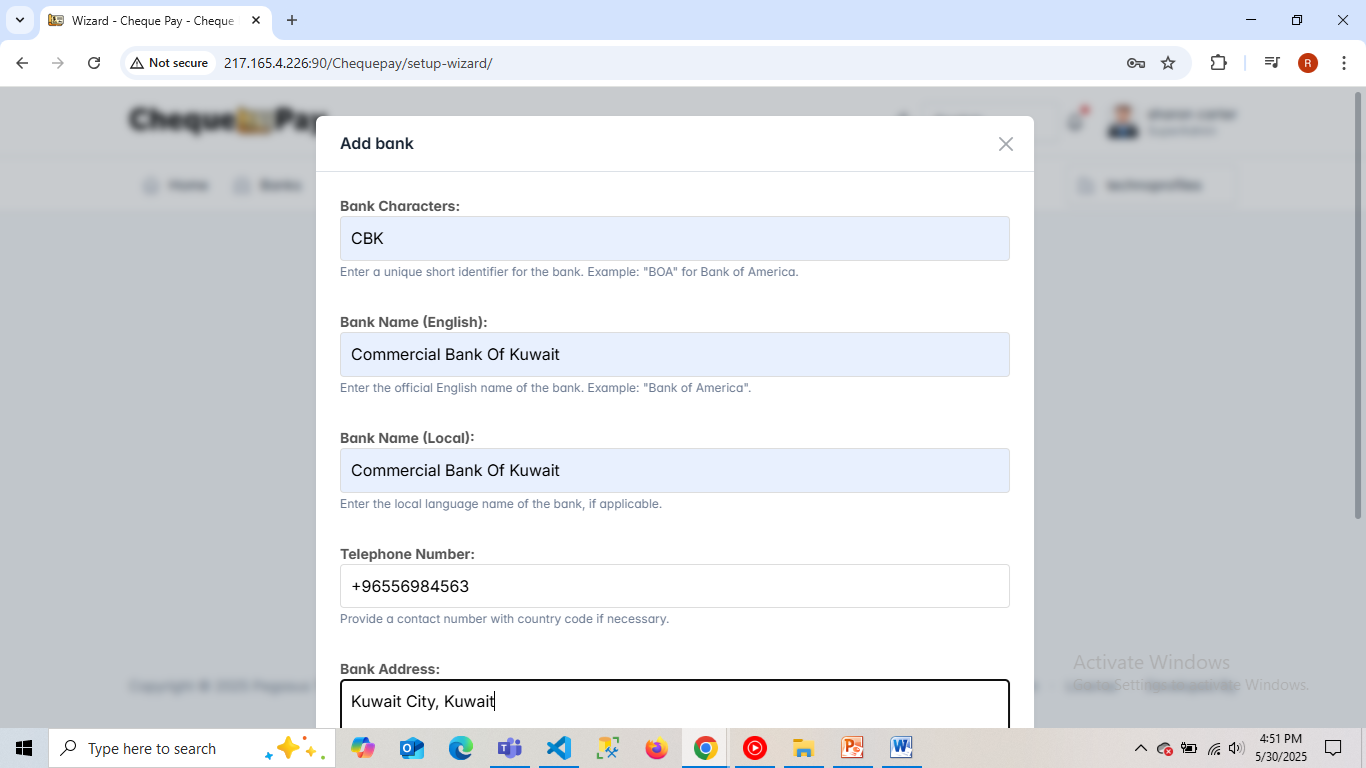 Wizard - Cheque Pay - Cheque
Not secure
217.165.4.226:90/Chequepay/setup-wizard/
R
Cheque Pay
Home
Banks
Add bank
Bank Characters:
CBK
Enter a unique short identifier for the bank. Example: "BOA" for Bank of America.
Bank Name (English):
Commercial Bank Of Kuwait
Enter the official English name of the bank. Example: "Bank of America".
Bank Name (Local):
Commercial Bank Of Kuwait
Enter the local language name of the bank, if applicable.
Telephone Number:
+96556984563
Provide a contact number with country code if necessary.
Bank Address:
Kuwait City, Kuwait
Activate Windows
Go to Settings to activate Windows.
Type here to search
4:51 PM
5/30/2025